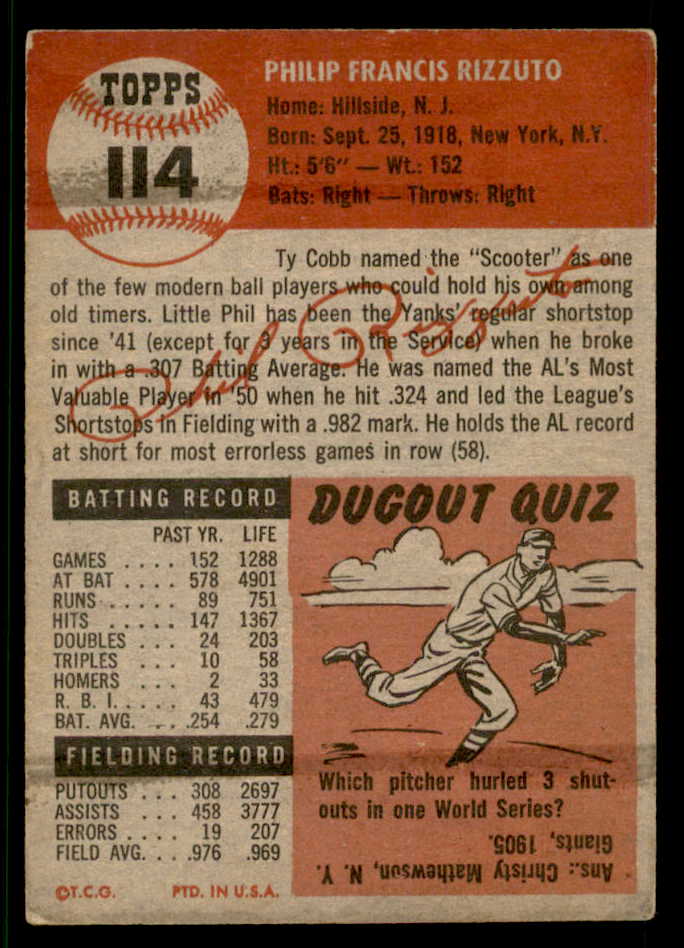 TOPPS
114
PHILIP FRANCIS RIZZUTO
Home: Hillside, N. J.
Born: Sept. 25, 1918, New York, N.Y.
Ht.: 5'6" — Wt.: 152
Bats: Right — Throws: Right
Ty Cobb named the "Scooter" as one
of the few modern ball players who could hold his own among
old timers. Little Phil has been the Yanks' regular shortstop
since '41 (except for 3 years in the Service) when he broke
in with a .307 Batting Average. He was named the AL's Most
Valuable Player in '50 when he hit .324 and led the League's
Shortstops in Fielding with a .982 mark. He holds the AL record
at short for most errorless games in row (58).
Phil Rizzuto
BATTING RECORD
PAST YR. LIFE
GAMES .... 152 1288
AT BAT .... 578 4901
RUNS ...... 89 751
HITS ..... 147 1367
DOUBLES ... 24 203
TRIPLES ... 10 58
HOMERS ... 2 33
R. B. I. .... 43 479
BAT. AVG. ... .254 .279
FIELDING RECORD
PUTOUTS ... 308 2697
ASSISTS ... 458 3777
ERRORS .... 19 207
FIELD AVG. ... .976 .969
©T.C.G. PTD. IN U.S.A.
DUGOUT QUIZ
Which pitcher hurled 3 shut-
outs in one World Series?
Ans.: Christy Mathewson, N. Y.
Giants, 1905.